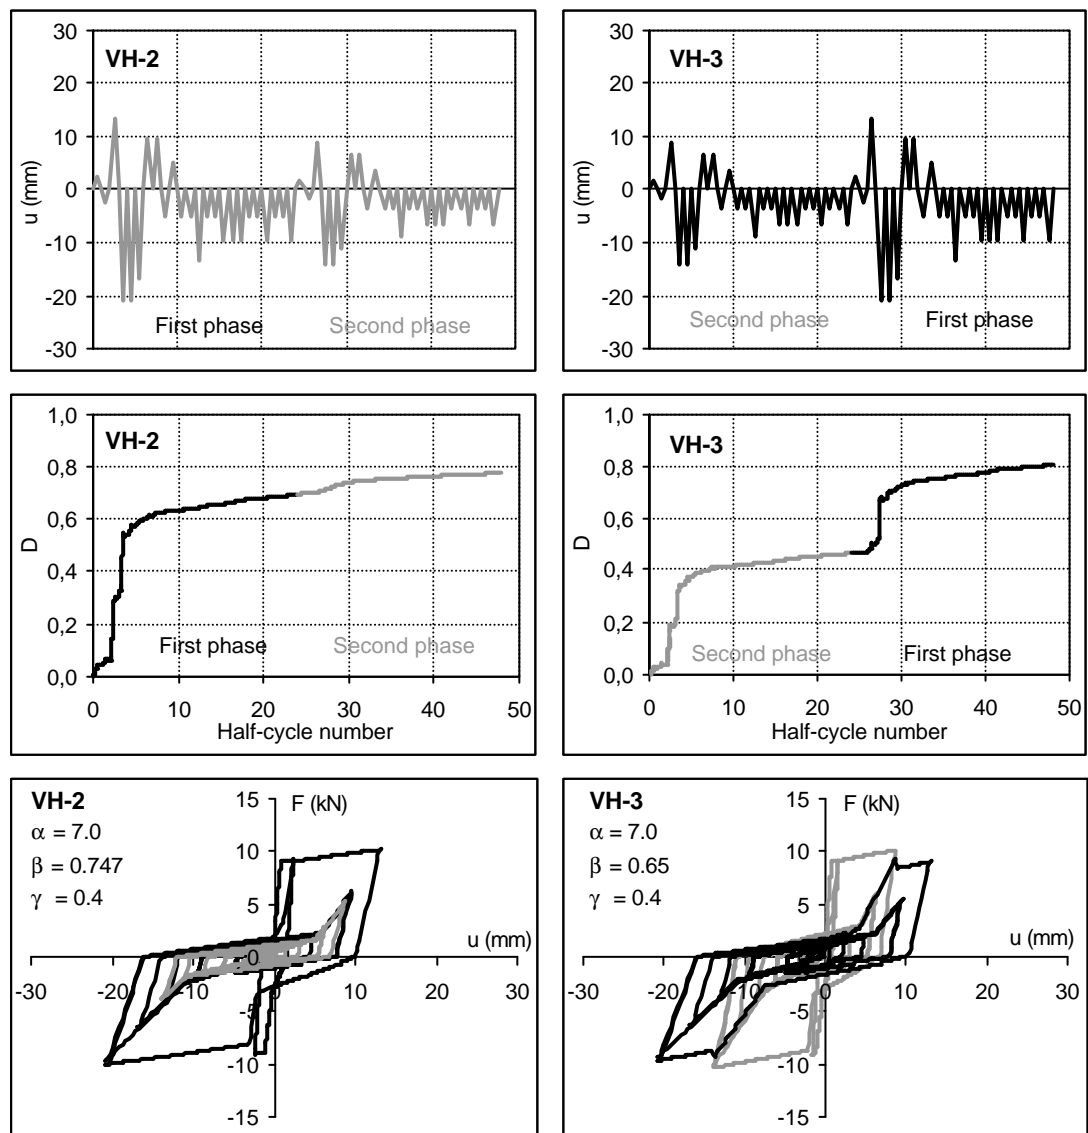 VH-2
30
20
10
0
-10
-20
-30
u (mm)
First phase
Second phase
VH-3
30
20
10
0
-10
-20
-30
u (mm)
Second phase
First phase
VH-2
1,0
0,8
0,6
0,4
0,2
0,0
D
First phase
Second phase
0 10 20 30 40 50
Half-cycle number
VH-3
1,0
0,8
0,6
0,4
0,2
0,0
D
Second phase
First phase
0 10 20 30 40 50
Half-cycle number
VH-2
α = 7.0
β = 0.747
γ = 0.4
F (kN)
15
10
5
0
-5
-10
-15
u (mm)
-30 -20 -10 0 10 20 30
VH-3
α = 7.0
β = 0.65
γ = 0.4
F (kN)
15
10
5
0
-5
-10
-15
u (mm)
-30 -20 -10 0 10 20 30